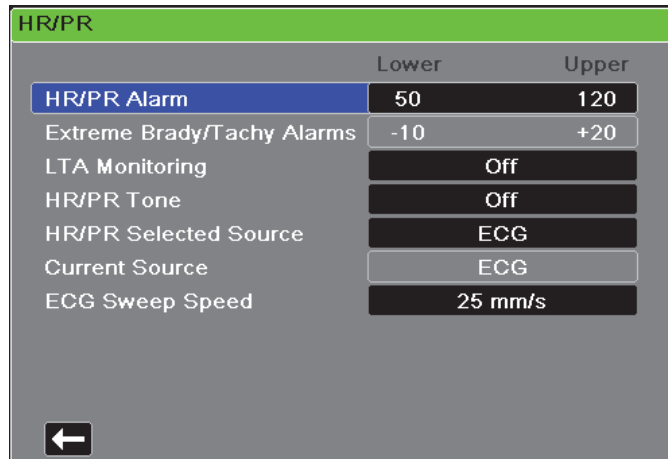 HR/PR
Lower Upper
HR/PR Alarm 50 120
Extreme Brady/Tachy Alarms -10 +20
LTA Monitoring Off
HR/PR Tone Off
HR/PR Selected Source ECG
Current Source ECG
ECG Sweep Speed 25 mm/s